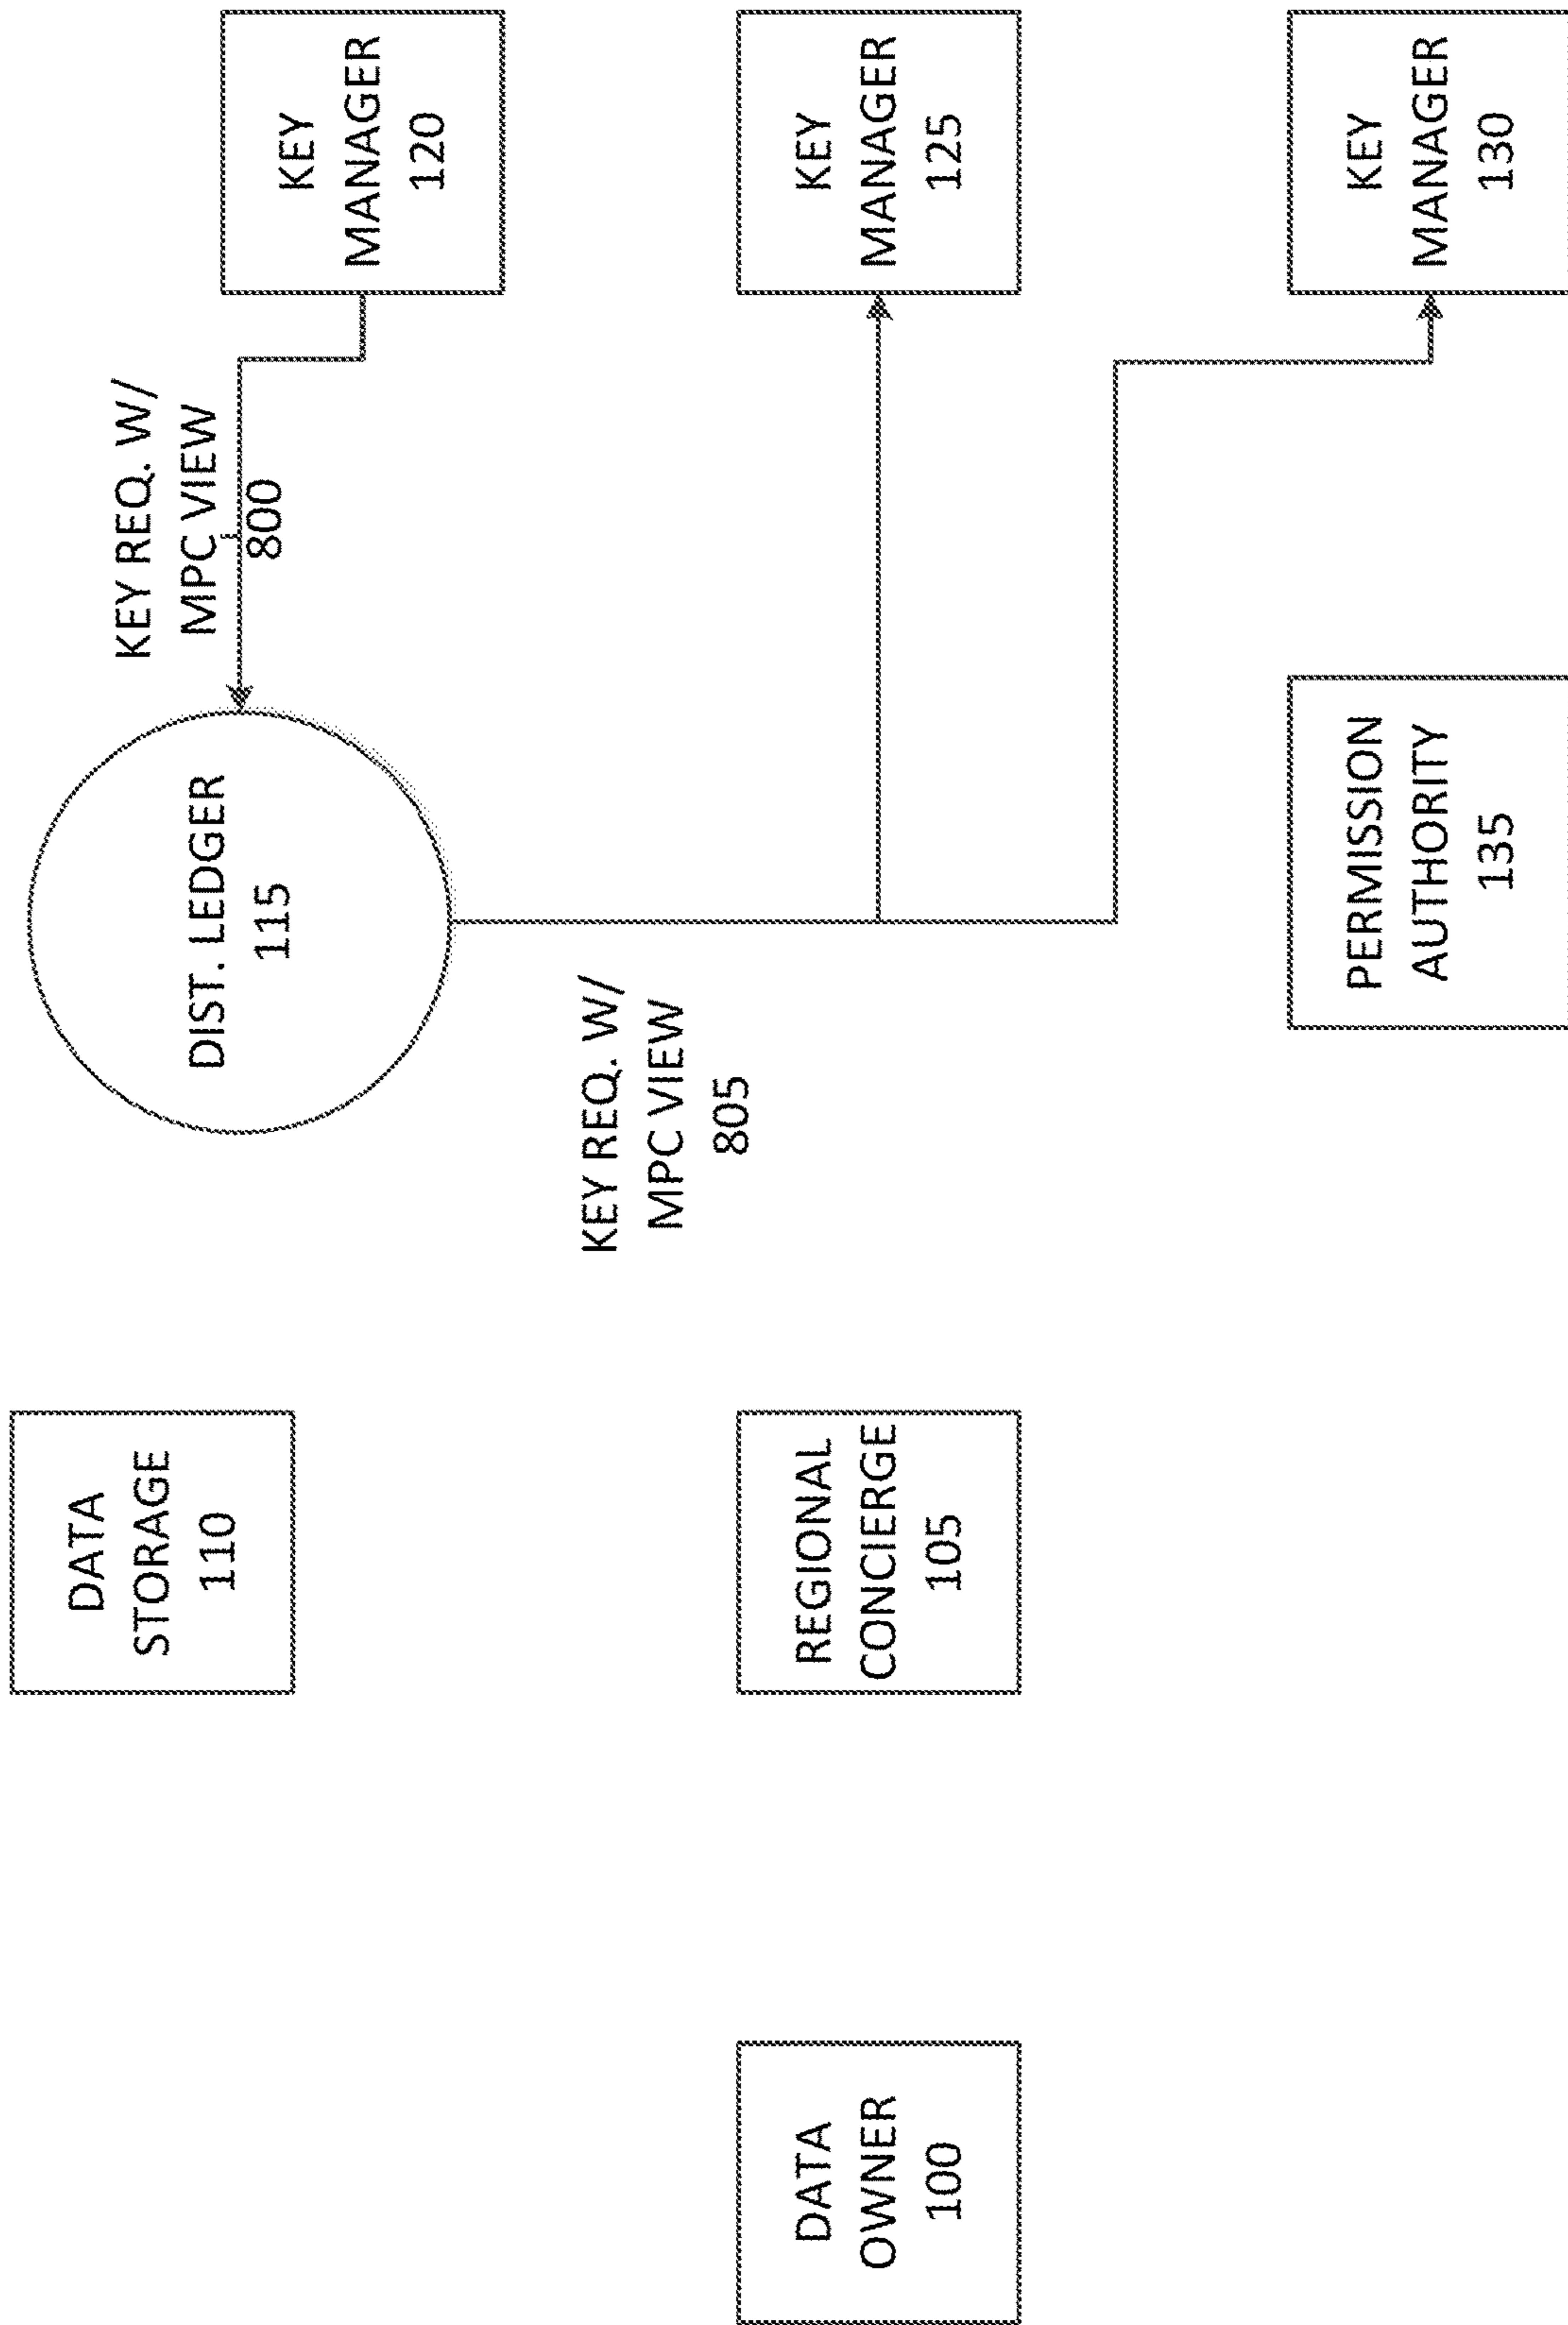 DATA
STORAGE
110
DIST. LEDGER
115
KEY REQ. W/
MPC VIEW
800
KEY
MANAGER
120
KEY REQ. W/
MPC VIEW
805
DATA
OWNER
100
REGIONAL
CONCIERGE
105
KEY
MANAGER
125
PERMISSION
AUTHORITY
135
KEY
MANAGER
130